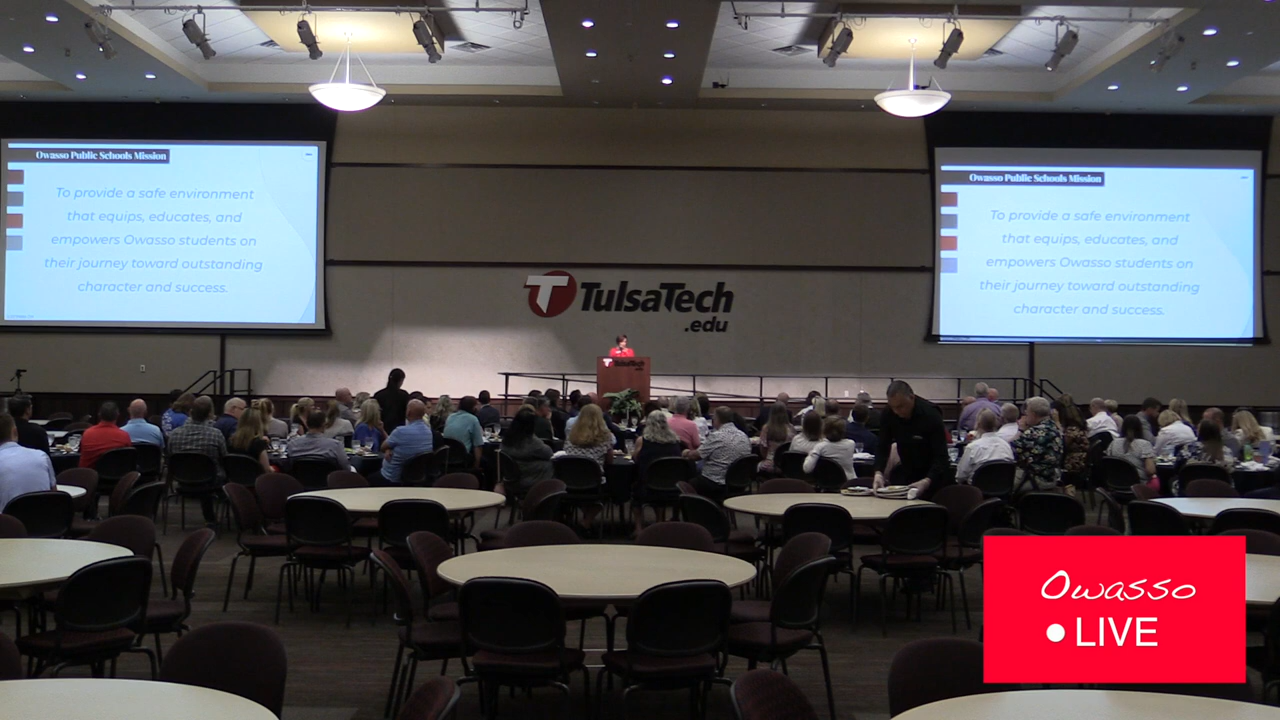 Owasso Public Schools Mission
To provide a safe environment
that equips, educates, and
empowers Owasso students on
their journey toward outstanding
character and success.
Owasso Public Schools Mission
To provide a safe environment
that equips, educates, and
empowers Owasso students on
their journey toward outstanding
character and success.
T TulsaTech
.edu
T TulsaTech
Owasso
LIVE